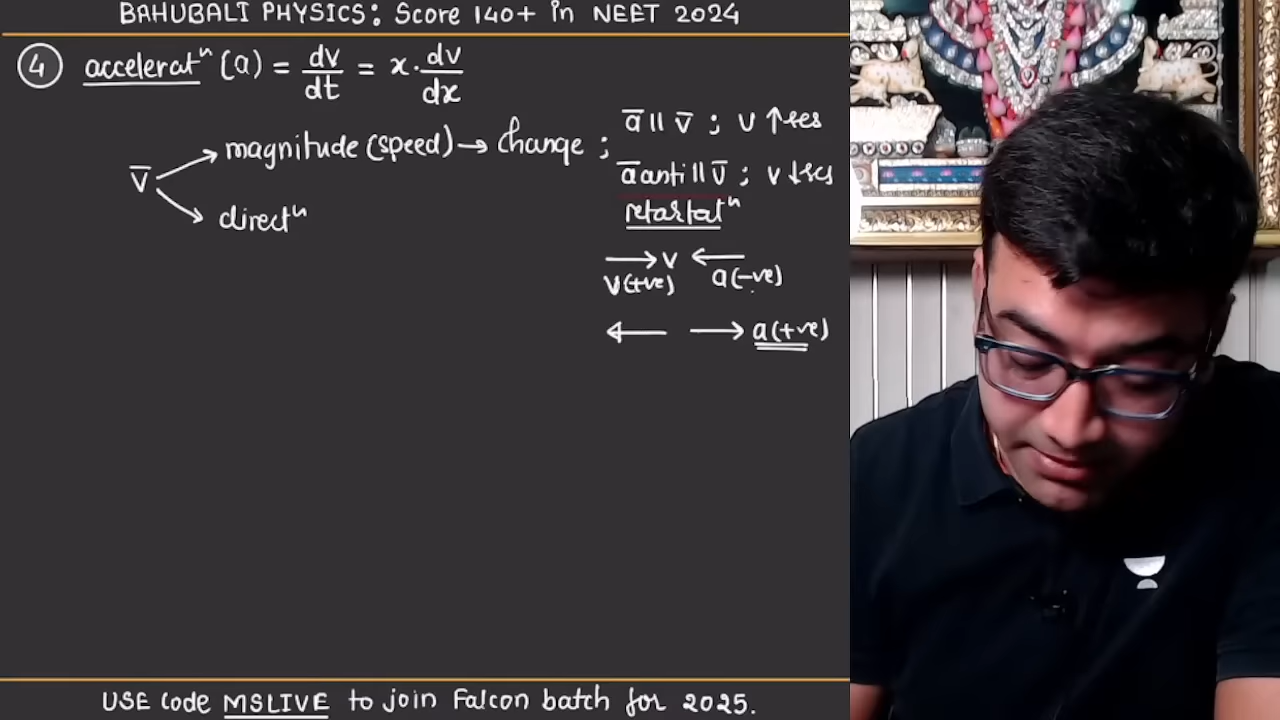 BAHUBALI PHYSICS: Score 140+ in NEET 2024
4 acceleratⁿ (a) = dv/dt = x · dv/dx
v̅ magnitude (speed) → change ; a̅ || v̅ ; v ↑ses
a̅ anti || v̅ ; v ↓ses
directⁿ
retartatⁿ
→ v ←
v(+ve) a(-ve)
← → a(+ve)
USE Code MSLIVE to join Falcon batch for 2025.